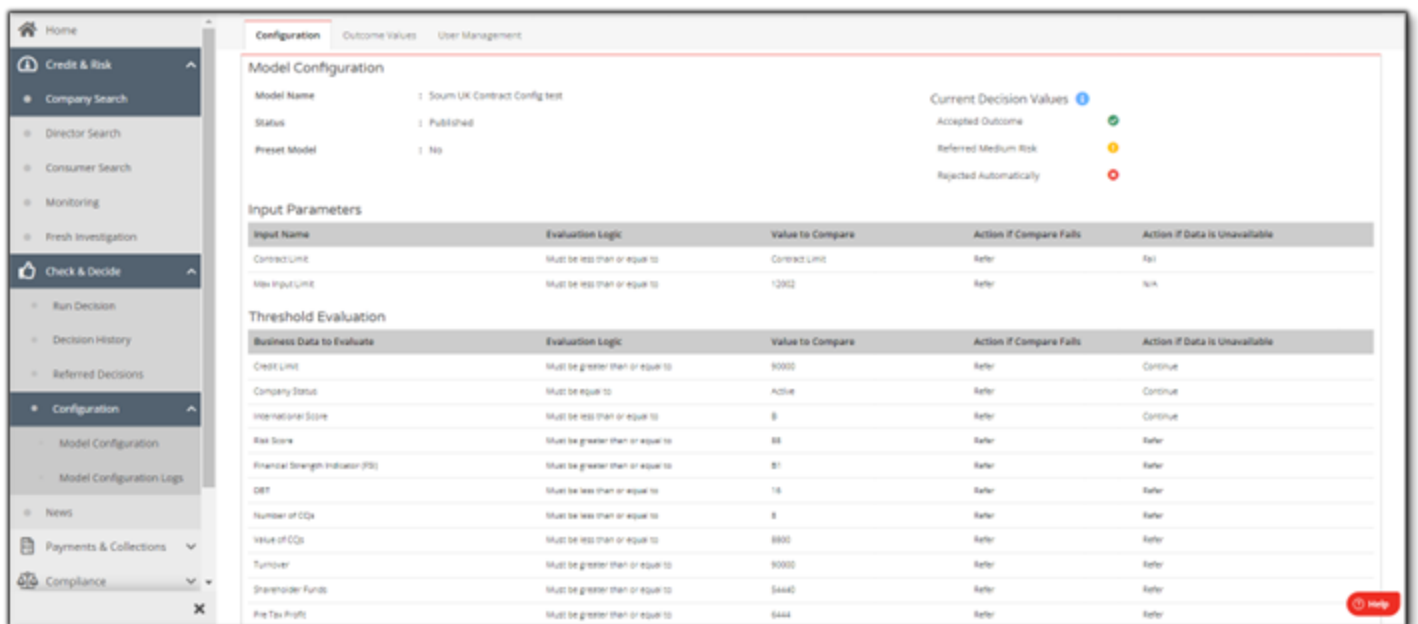 Home
Credit & Risk
Company Search
Director Search
Consumer Search
Monitoring
Fresh Investigation
Check & Decide
Run Decision
Decision History
Referred Decisions
Configuration
Model Configuration
Model Configuration Logs
News
Payments & Collections
Compliance
Configuration Outcome Values User Management
Model Configuration
Model Name : Soum UK Contract Config test
Status : Published
Preset Model : No
Current Decision Values
Accepted Outcome
Referred Medium Risk
Rejected Automatically
Input Parameters
Input Name Evaluation Logic Value to Compare Action if Compare Fails Action if Data is Unavailable
Contract Limit Must be less than or equal to Contract Limit Refer Fail
Max Input Limit Must be less than or equal to 12002 Refer N/A
Threshold Evaluation
Business Data to Evaluate Evaluation Logic Value to Compare Action if Compare Fails Action if Data is Unavailable
Credit Limit Must be greater than or equal to 90000 Refer Continue
Company Status Must be equal to Active Refer Continue
International Score Must be less than or equal to B Refer Continue
Risk Score Must be greater than or equal to 88 Refer Refer
Financial Strength Indicator (FSI) Must be greater than or equal to B1 Refer Refer
DBT Must be less than or equal to 16 Refer Refer
Number of CCJs Must be less than or equal to Refer Refer
Value of CCJs Must be less than or equal to 8800 Refer Refer
Turnover Must be greater than or equal to 90000 Refer Refer
Shareholder Funds Must be greater than or equal to Refer Refer
Pre Tax Profit Must be greater than or equal to Refer Refer
Help